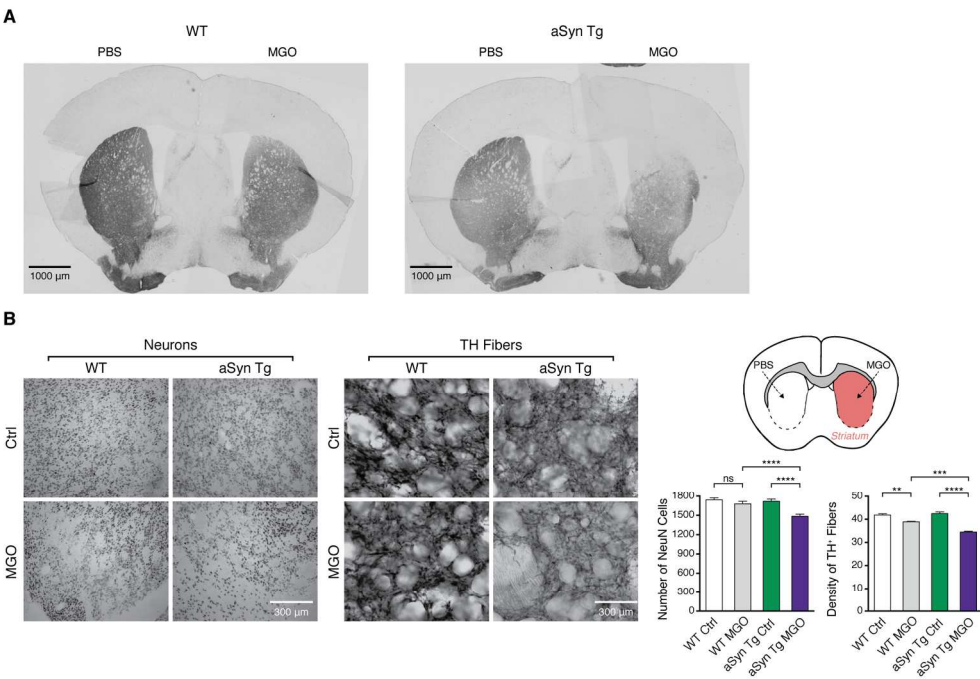 A
WT
aSyn Tg
PBS
MGO
PBS
MGO
1000 µm
1000 µm
B
Neurons
TH Fibers
WT
aSyn Tg
WT
aSyn Tg
Ctrl
MGO
Ctrl
MGO
300 µm
300 µm
PBS
MGO
Striatum
Number of NeuN Cells
1800
1500
1200
900
600
300
0
ns
****
****
WT Ctrl
WT MGO
aSyn Tg Ctrl
aSyn Tg MGO
Density of TH⁺ Fibers
50
40
30
20
10
0
**
***
****
WT Ctrl
WT MGO
aSyn Tg Ctrl
aSyn Tg MGO